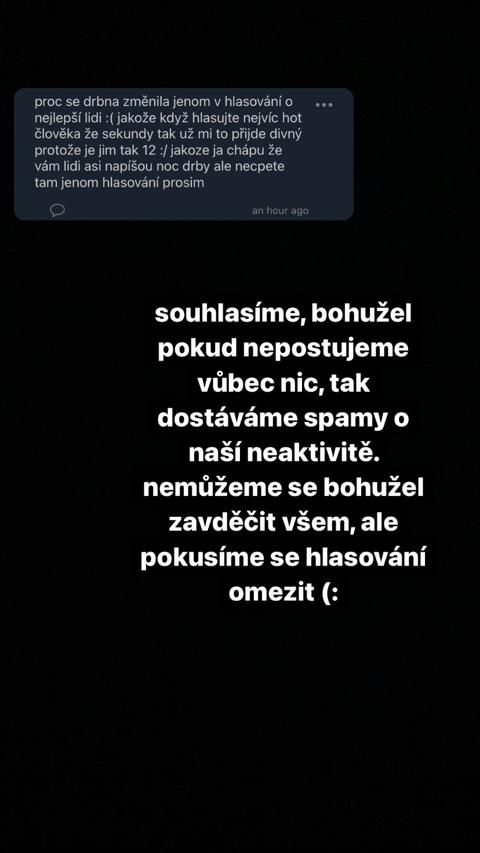 proc se drbna změnila jenom v hlasování o
nejlepší lidi :( jakože když hlasujte nejvíc hot
člověka že sekundy tak už mi to přijde divný
protože je jim tak 12 :/ jakoze ja chápu že
vám lidi asi napíšou noc drby ale necpete
tam jenom hlasování prosim
an hour ago
souhlasíme, bohužel
pokud nepostujeme
vůbec nic, tak
dostáváme spamy o
naší neaktivitě.
nemůžeme se bohužel
zavděčit všem, ale
pokusíme se hlasování
omezit (: